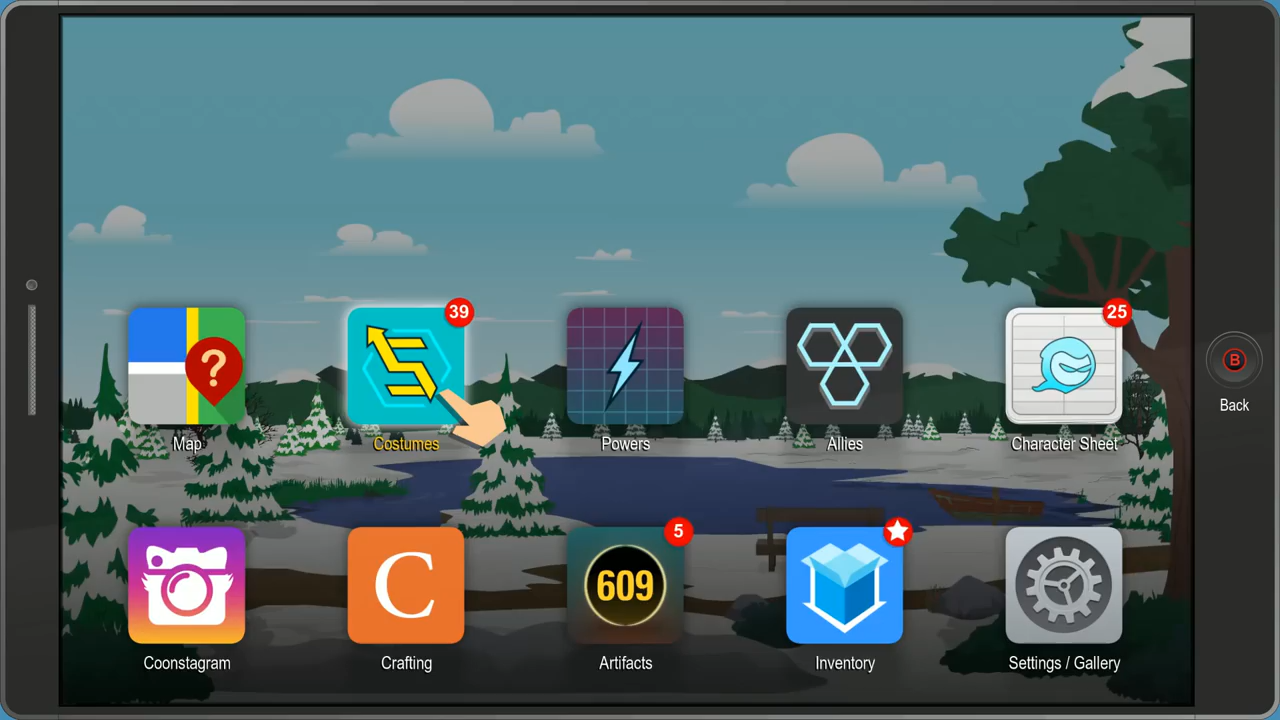 39
25
?
Map
Costumes
Powers
Allies
Character Sheet
B
Back
5
C
609
Coonstagram
Crafting
Artifacts
Inventory
Settings / Gallery